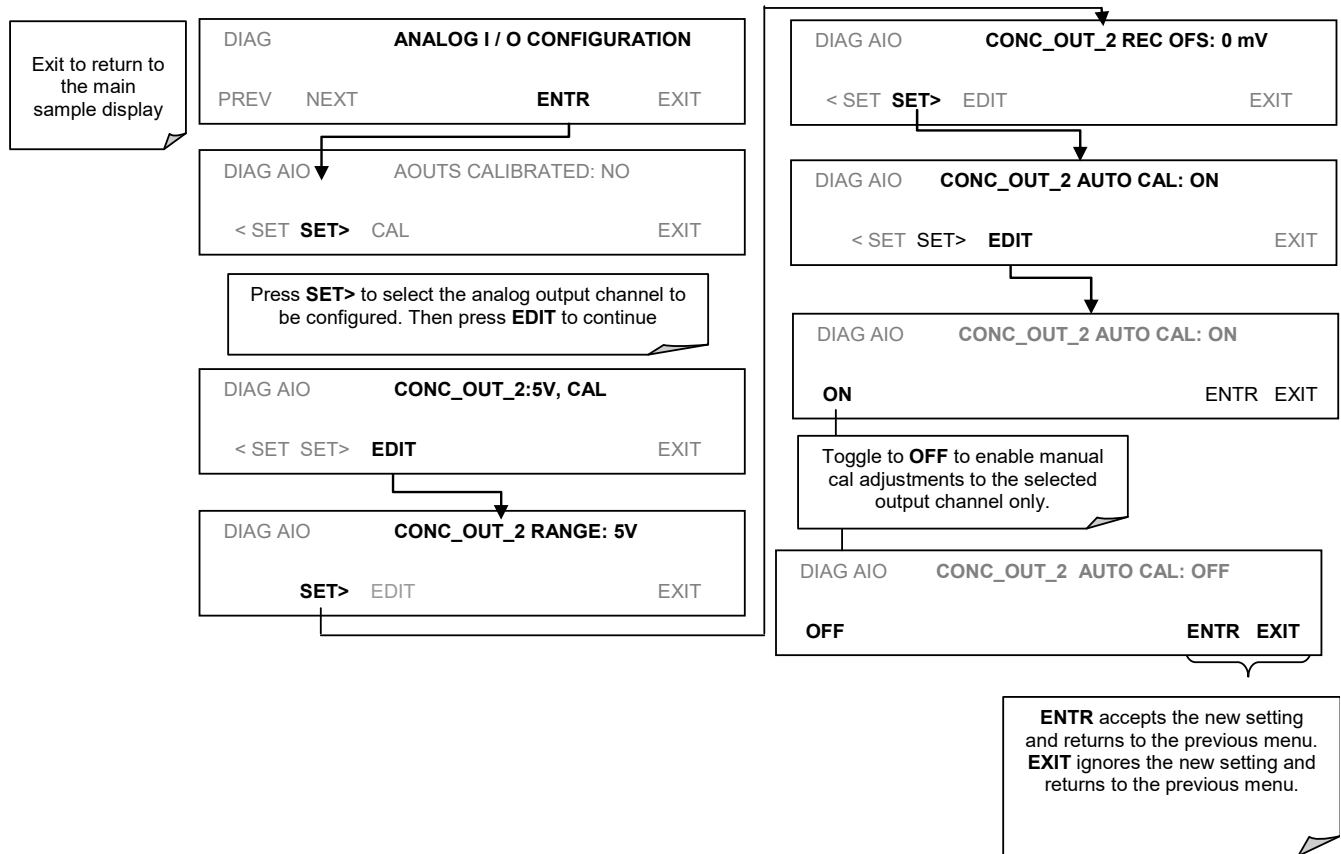 Exit to return to
the main
sample display
DIAG ANALOG I / O CONFIGURATION
PREV NEXT ENTR EXIT
DIAG AIO AOUTS CALIBRATED: NO
< SET SET> CAL EXIT
Press SET> to select the analog output channel to
be configured. Then press EDIT to continue
DIAG AIO CONC_OUT_2:5V, CAL
< SET SET> EDIT EXIT
DIAG AIO CONC_OUT_2 RANGE: 5V
SET> EDIT EXIT
DIAG AIO CONC_OUT_2 REC OFS: 0 mV
< SET SET> EDIT EXIT
DIAG AIO CONC_OUT_2 AUTO CAL: ON
< SET SET> EDIT EXIT
DIAG AIO CONC_OUT_2 AUTO CAL: ON
ON ENTR EXIT
Toggle to OFF to enable manual
cal adjustments to the selected
output channel only.
DIAG AIO CONC_OUT_2 AUTO CAL: OFF
OFF ENTR EXIT
ENTR accepts the new setting
and returns to the previous menu.
EXIT ignores the new setting and
returns to the previous menu.